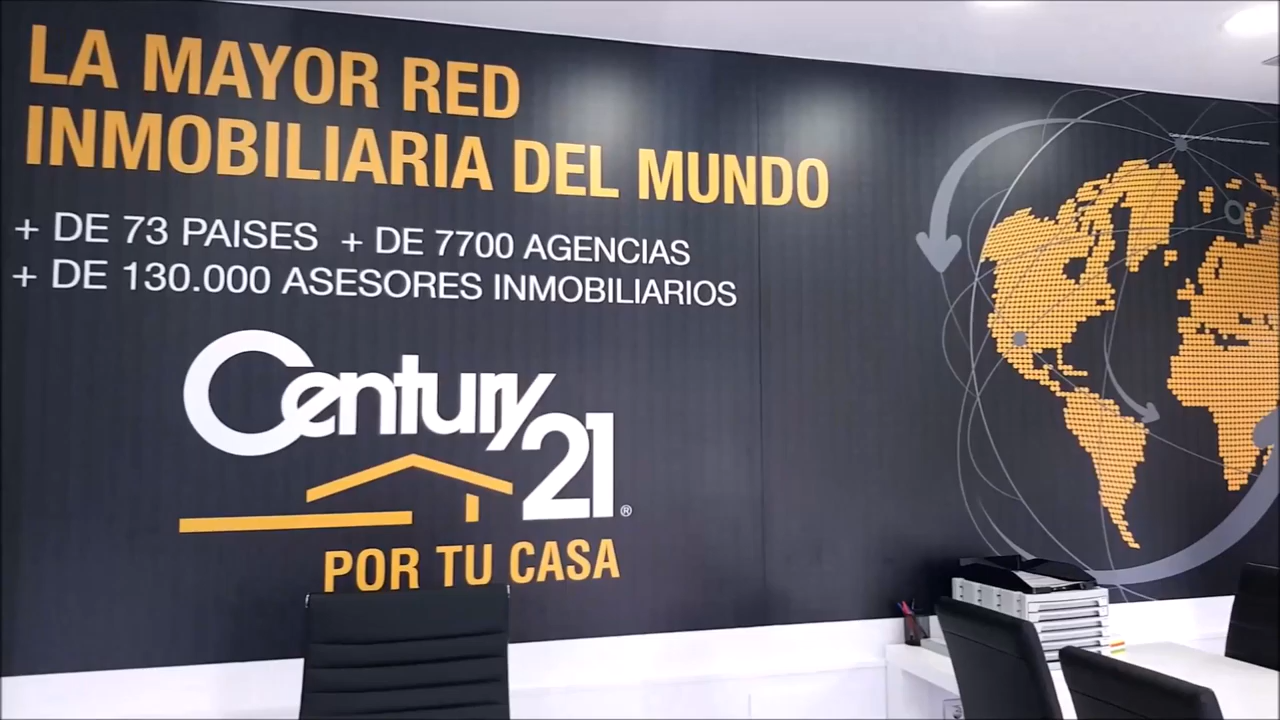 LA MAYOR RED
INMOBILIARIA DEL MUNDO
+ DE 73 PAISES + DE 7700 AGENCIAS
+ DE 130.000 ASESORES INMOBILIARIOS
Century
21®
POR TU CASA